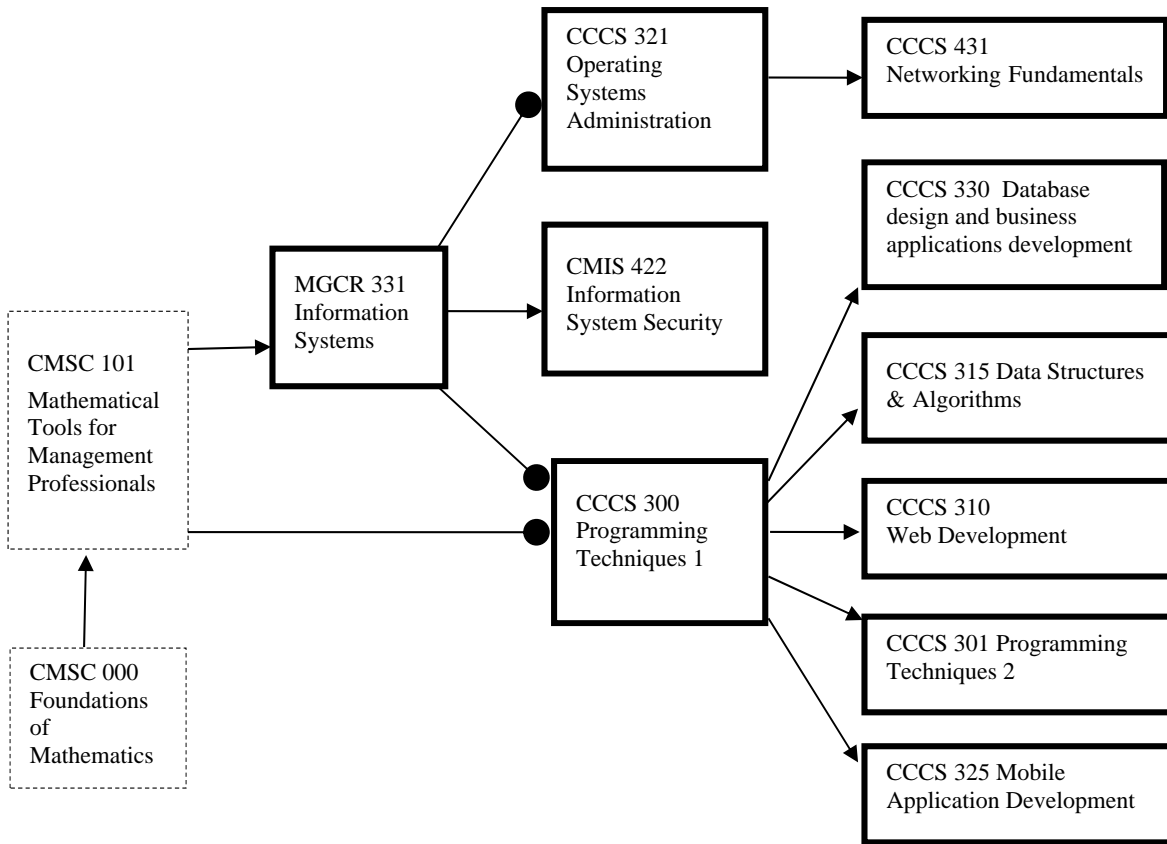 CCCS 321
Operating
Systems
Administration
CCCS 431
Networking Fundamentals
CCCS 330  Database
design and business
applications development
MGCR 331
Information
Systems
CMIS 422
Information
System Security
CMSC 101
Mathematical
Tools for
Management
Professionals
CCCS 315 Data Structures
& Algorithms
CCCS 300
Programming
Techniques 1
CCCS 310
Web Development
CMSC 000
Foundations
of
Mathematics
CCCS 301 Programming
Techniques 2
CCCS 325 Mobile
Application Development